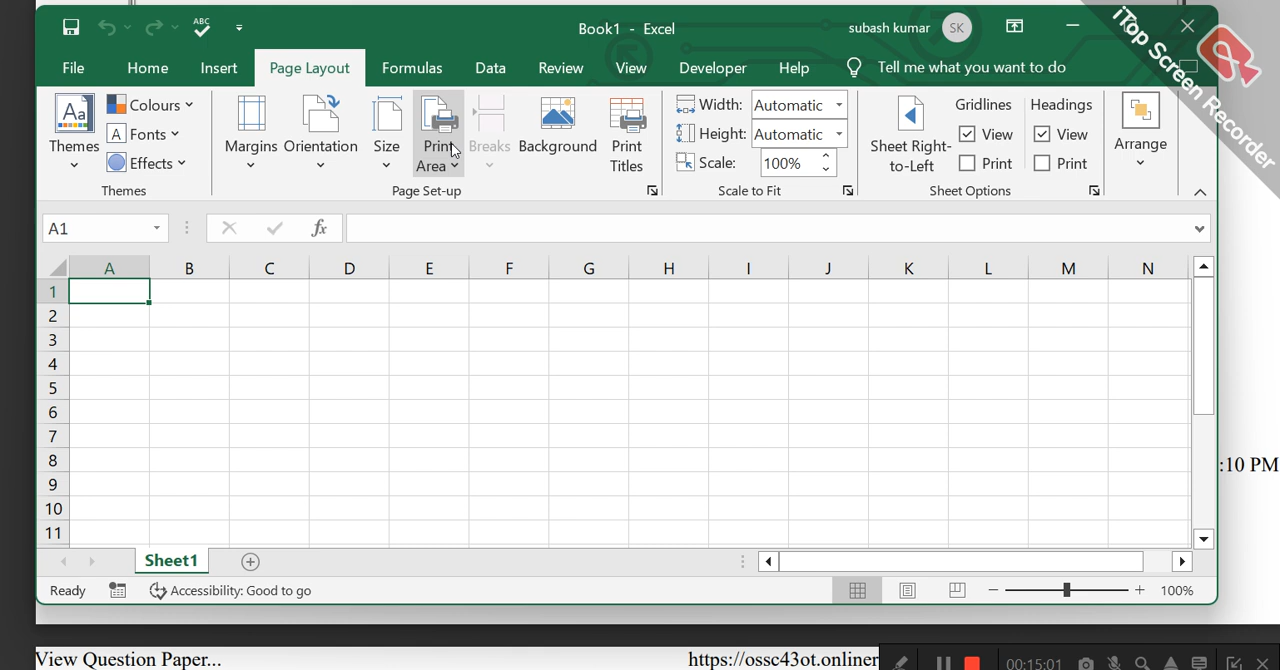 ABC
Book1 - Excel
subash kumar
SK
iTop Screen Recorder
File Home Insert Page Layout Formulas Data Review View Developer Help Tell me what you want to do
Aa
Themes
Colours
A Fonts
Effects
Themes
Margins
Orientation
Size
Print Area
Breaks
Background
Print Titles
Page Set-up
Width: Automatic
Height: Automatic
Scale: 100%
Scale to Fit
Sheet Right-to-Left
Gridlines
View
Print
Headings
View
Print
Sheet Options
Arrange
A1
fx
A B C D E F G H I J K L M N
1
2
3
4
5
6
7
8
9
10
11
:10 PM
Sheet1
Ready
Accessibility: Good to go
100%
View Question Paper...
https://ossc43ot.onliner
00:15:01